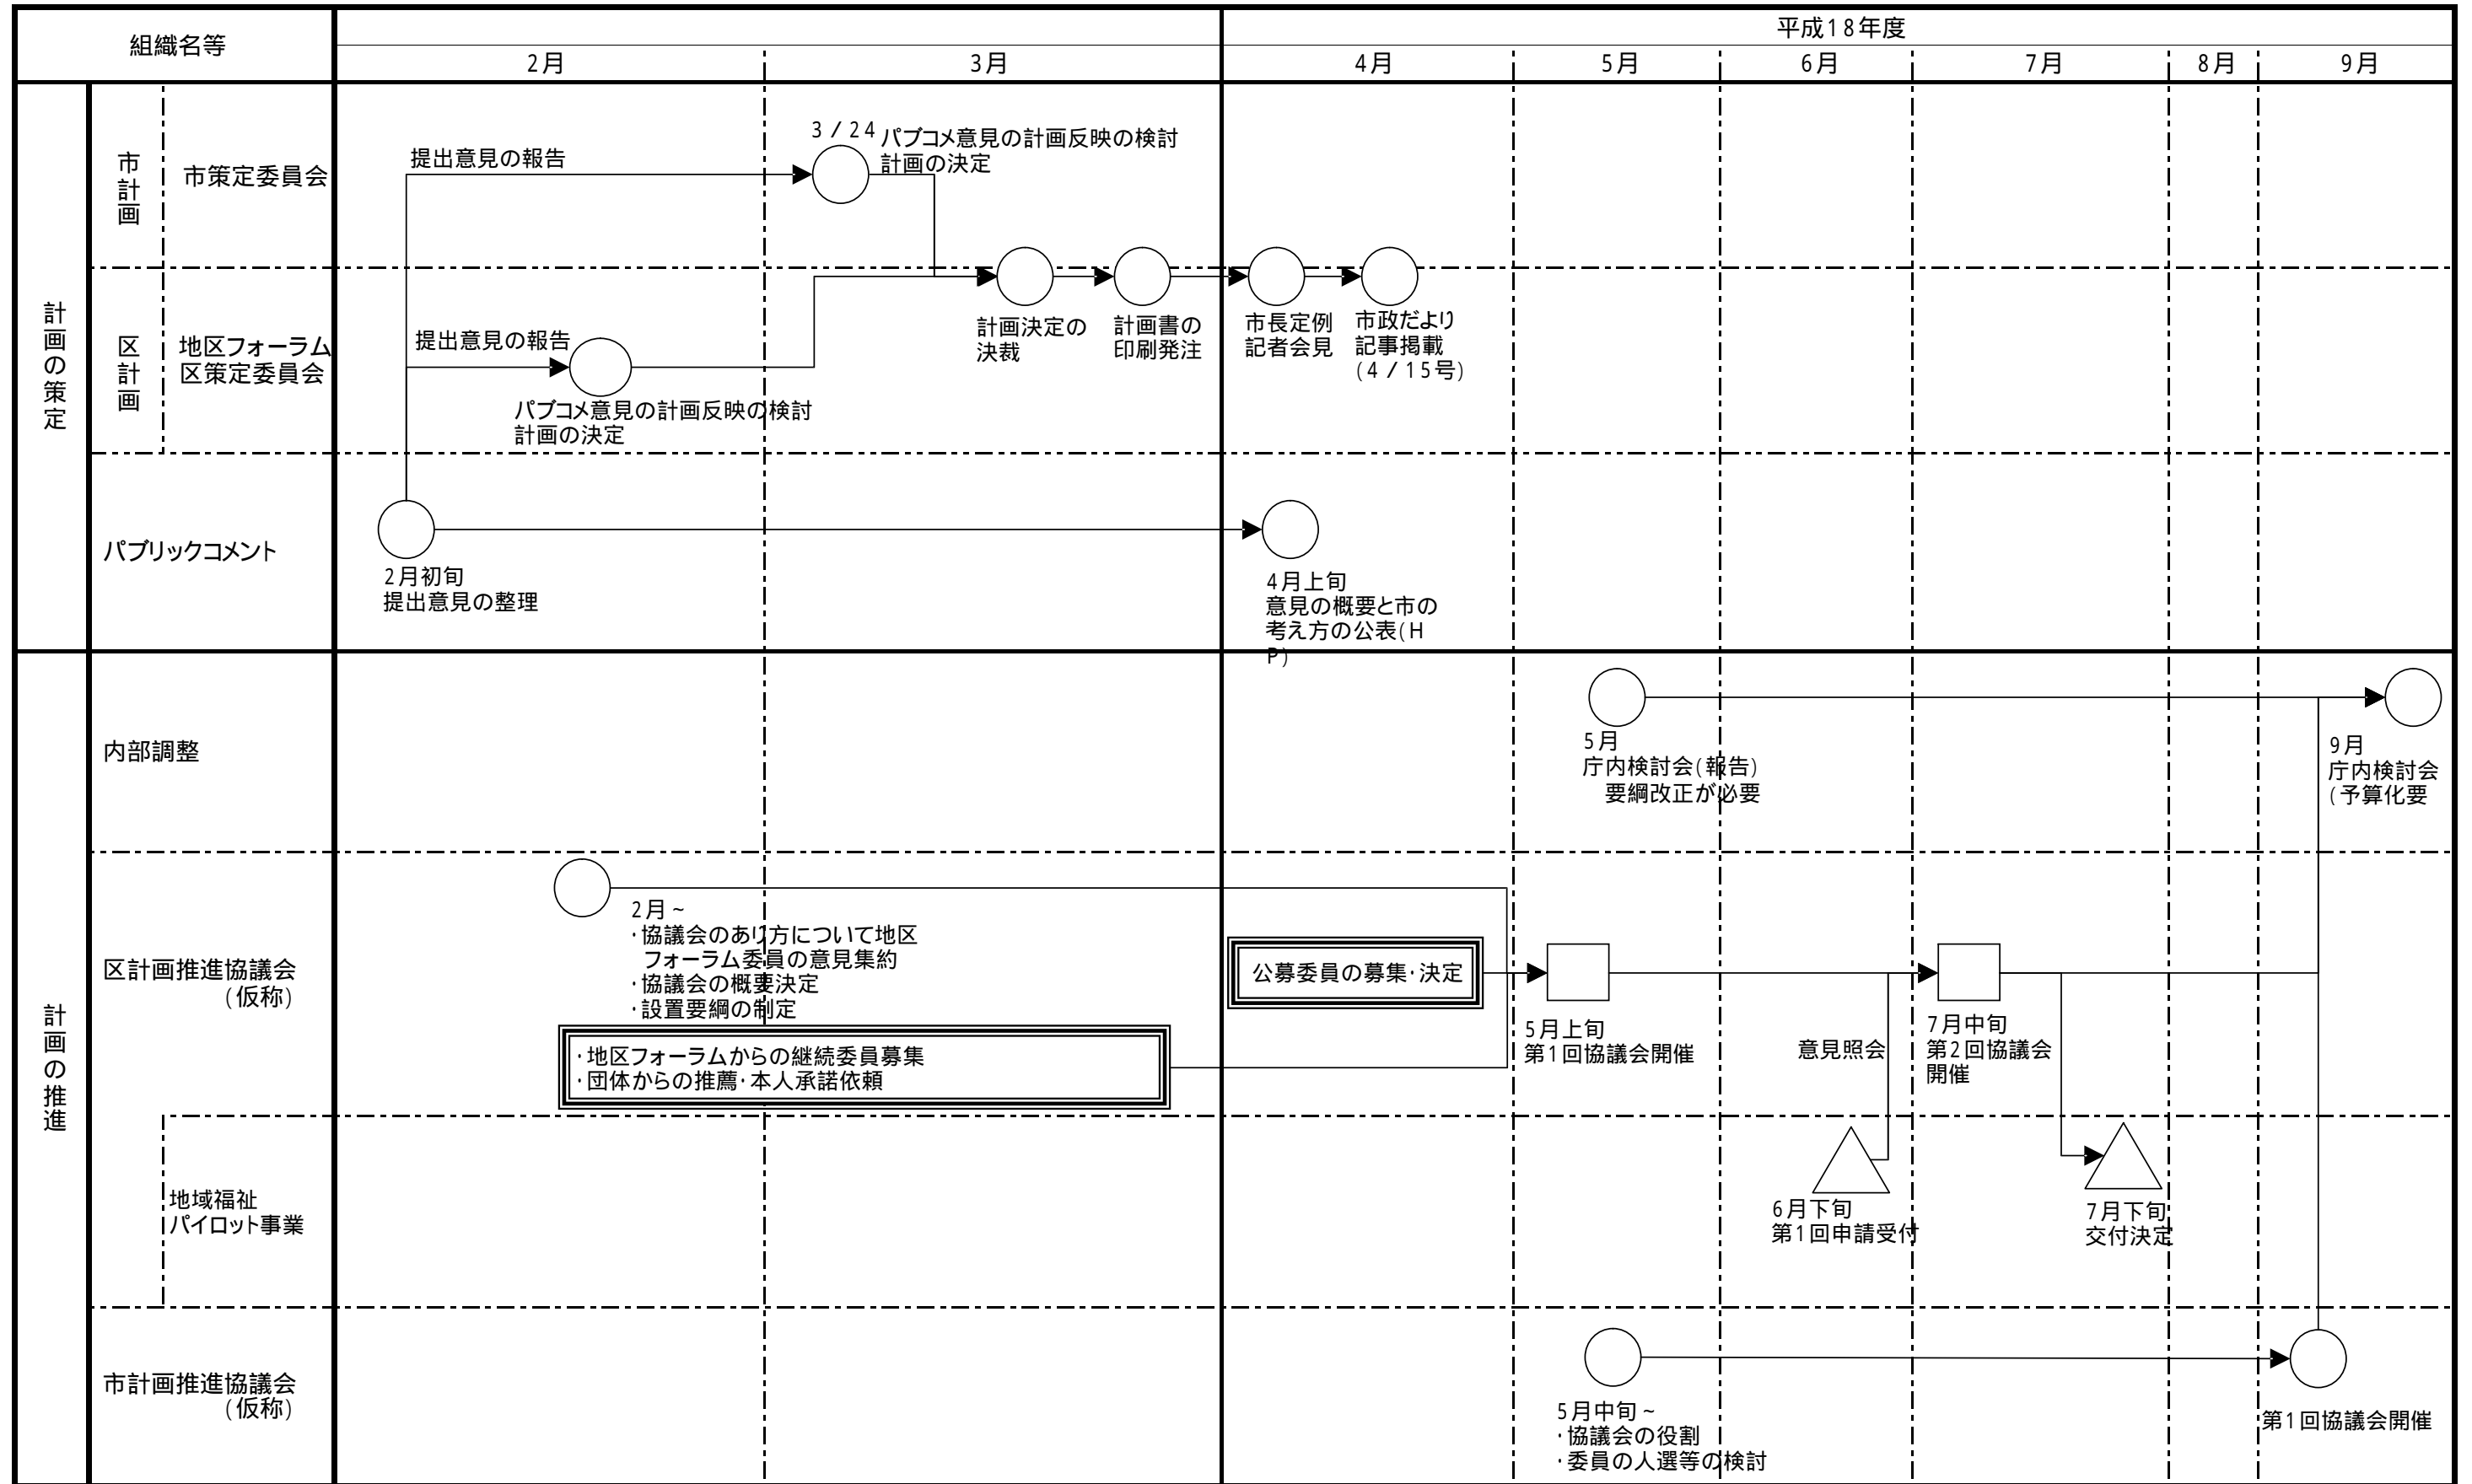 組織名等
平成18年度
2月
3月
4月
5月
6月
7月
8月
9月
計画の策定
市計画
市策定委員会
提出意見の報告
3/24
パブコメ意見の計画反映の検討
計画の決定
区計画
地区フォーラム
区策定委員会
提出意見の報告
パブコメ意見の計画反映の検討
計画の決定
計画決定の
決裁
計画書の
印刷発注
市長定例
記者会見
市政だより
記事掲載
(4/15号)
パブリックコメント
2月初旬
提出意見の整理
4月上旬
意見の概要と市の
考え方の公表(H
P)
計画の推進
内部調整
5月
庁内検討会(報告)
要綱改正が必要
9月
庁内検討会
(予算化要
区計画推進協議会
(仮称)
2月~
・協議会のあり方について地区
フォーラム委員の意見集約
・協議会の概要決定
・設置要綱の制定
・地区フォーラムからの継続委員募集
・団体からの推薦・本人承諾依頼
公募委員の募集・決定
5月上旬
第1回協議会開催
意見照会
7月中旬
第2回協議会
開催
地域福祉
パイロット事業
6月下旬
第1回申請受付
7月下旬
交付決定
市計画推進協議会
(仮称)
5月中旬~
・協議会の役割
・委員の人選等の検討
第1回協議会開催